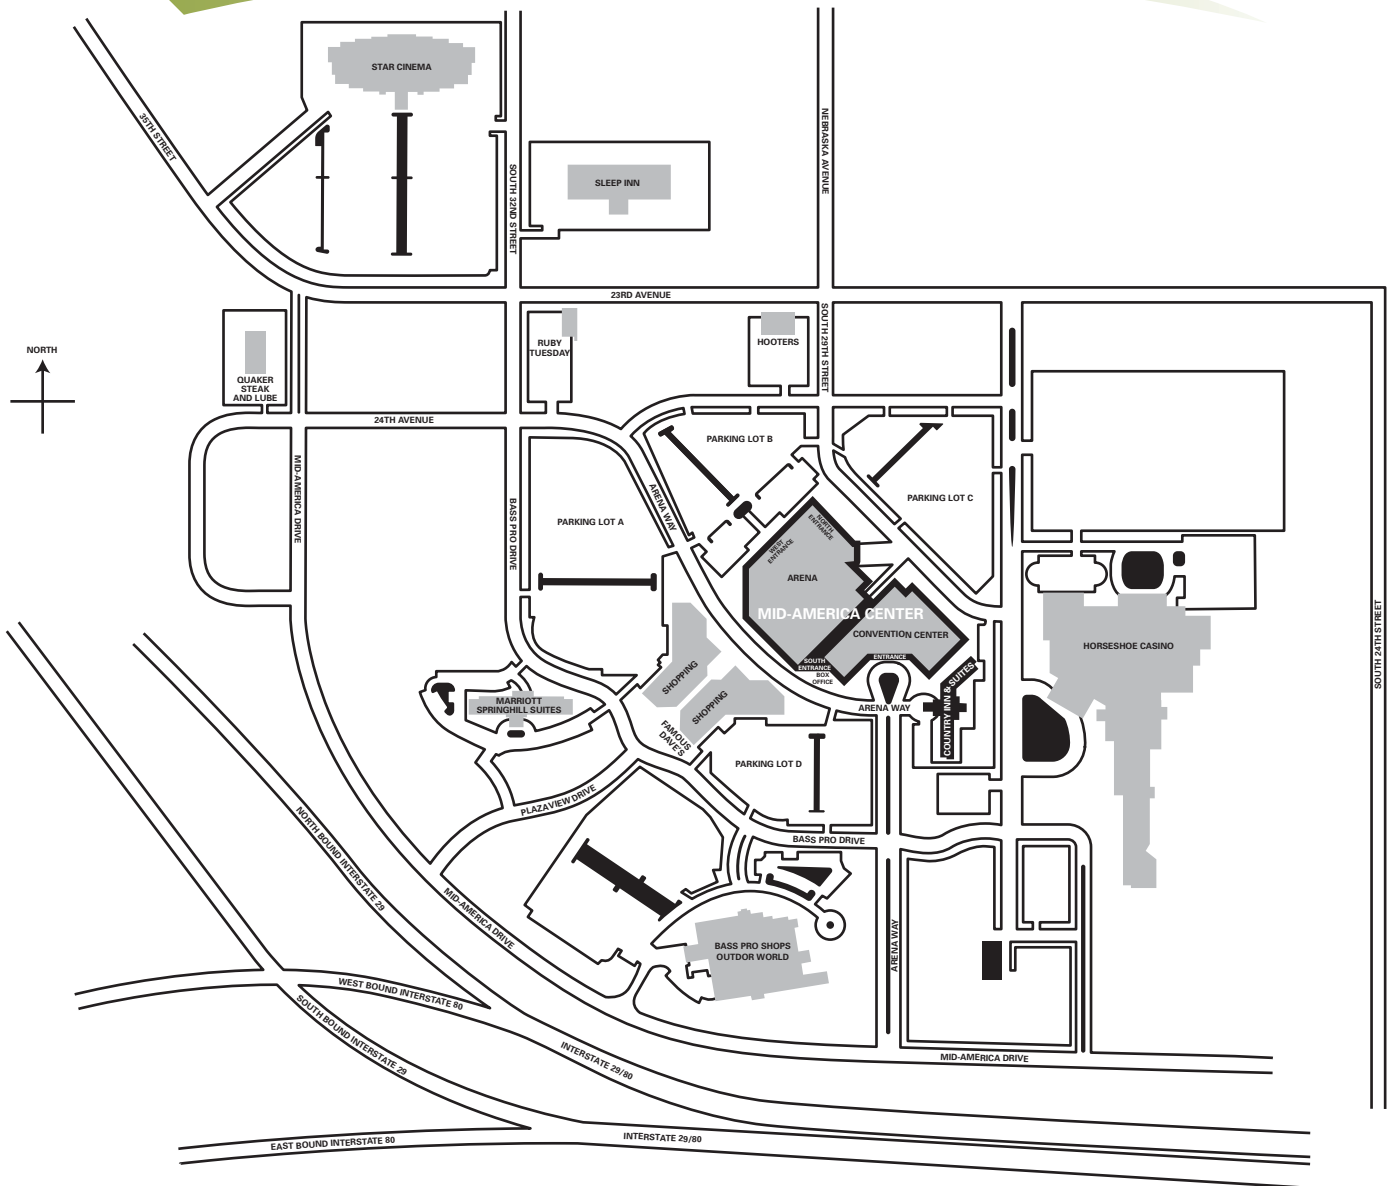 STAR CINEMA
35TH STREET
NEBRASKA AVENUE
SOUTH 32ND STREET
SLEEP INN
23RD AVENUE
NORTH
QUAKER
STEAK
AND LUBE
RUBY
TUESDAY
HOOTERS
SOUTH 29TH STREET
24TH AVENUE
MID-AMERICA DRIVE
BASS PRO DRIVE
PARKING LOT A
ARENA WAY
PARKING LOT B
PARKING LOT C
NORTH
ENTRANCE
WEST
ENTRANCE
ARENA
MID-AMERICA CENTER
CONVENTION CENTER
ENTRANCE
SOUTH
ENTRANCE
BOX
OFFICE
HORSESHOE CASINO
SOUTH 24TH STREET
SHOPPING
SHOPPING
MARRIOTT
SPRINGHILL SUITES
ARENA WAY
COUNTRY INN & SUITES
FAMOUS
DAVE'S
PARKING LOT D
PLAZA VIEW DRIVE
BASS PRO DRIVE
NORTH BOUND INTERSTATE 29
MID-AMERICA DRIVE
BASS PRO SHOPS
OUTDOR WORLD
ARENA WAY
WEST BOUND INTERSTATE 80
SOUTH BOUND INTERSTATE 29
INTERSTATE 29/80
MID-AMERICA DRIVE
EAST BOUND INTERSTATE 80
INTERSTATE 29/80